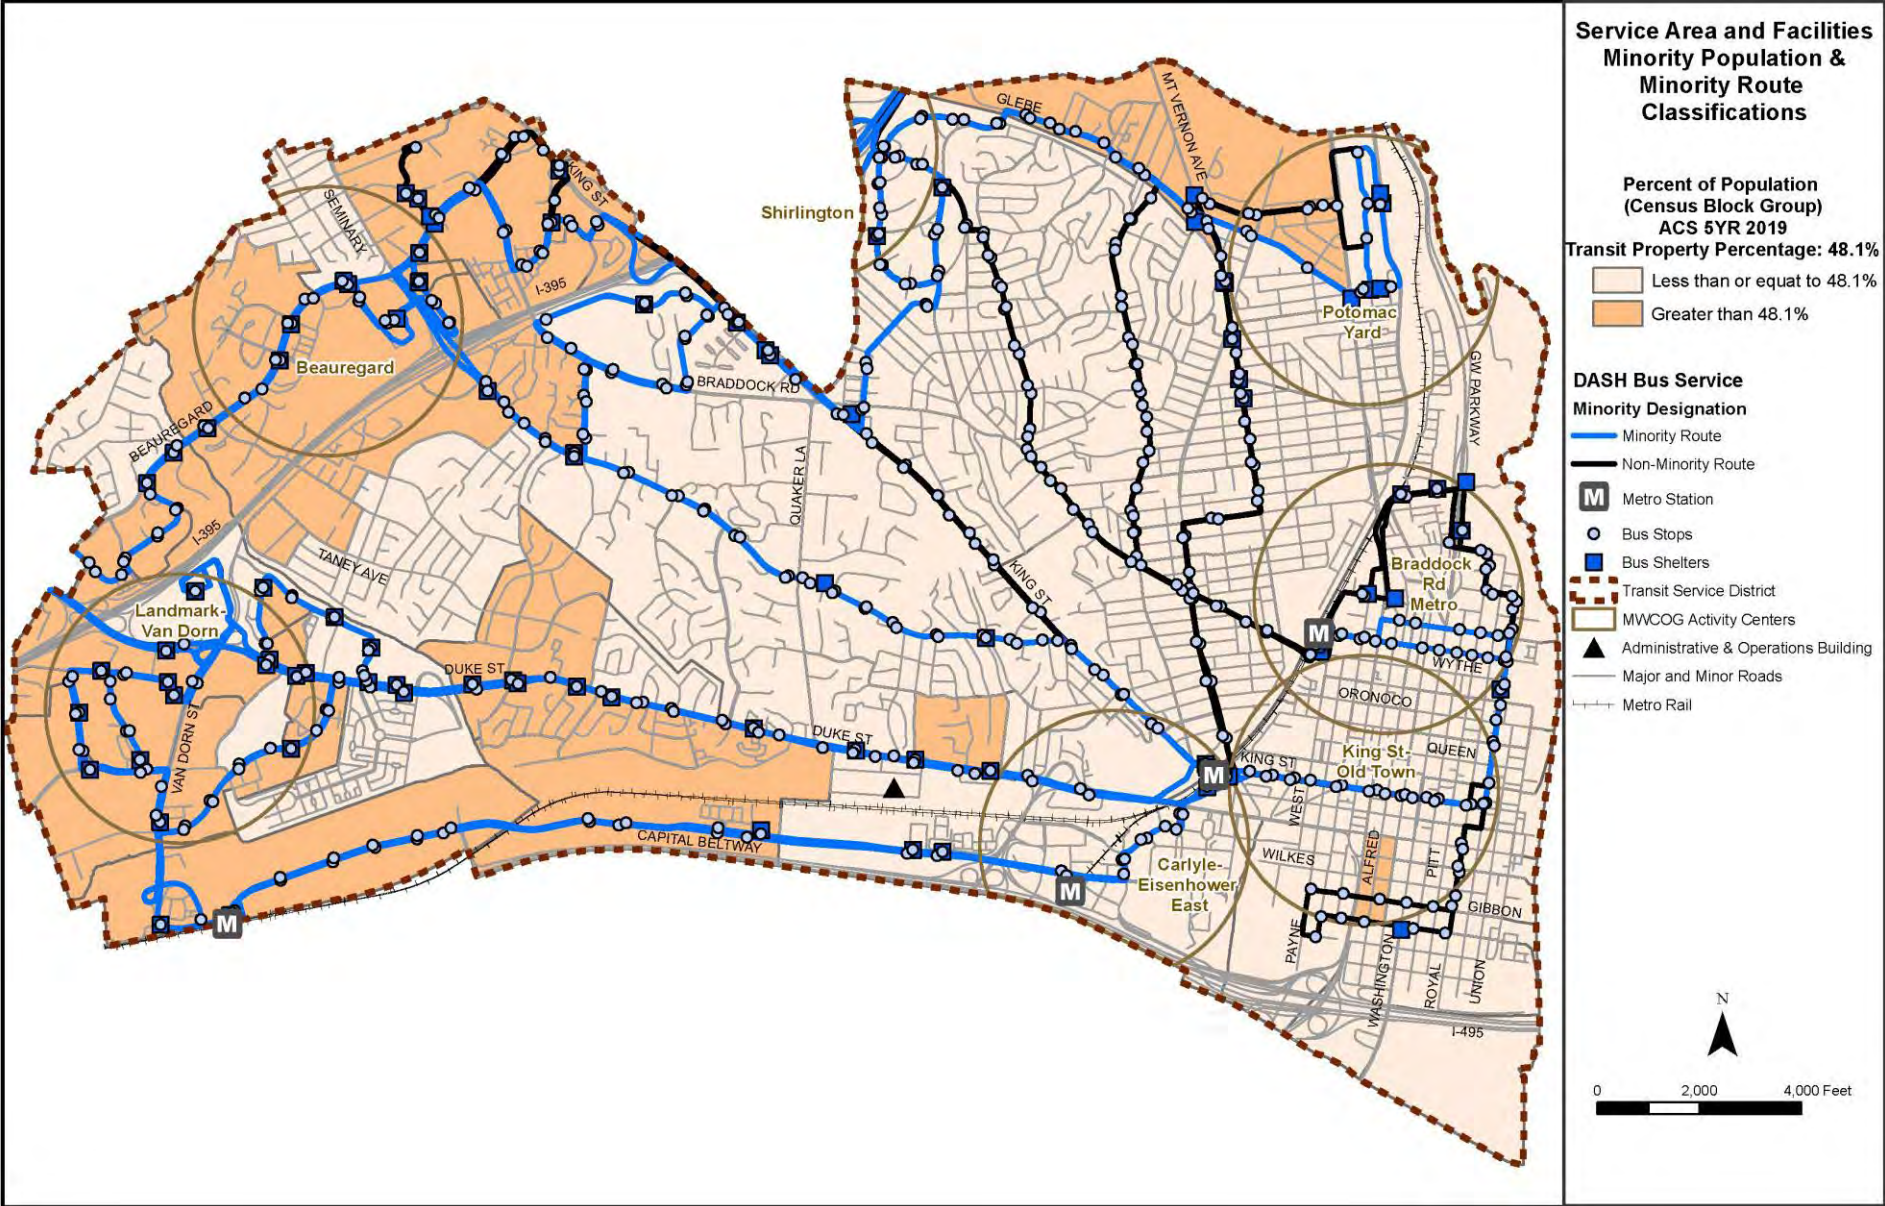 Service Area and Facilities
Minority Population &
Minority Route
Classifications
Percent of Population
(Census Block Group)
ACS 5YR 2019
Transit Property Percentage: 48.1%
Less than or equal to 48.1%
Greater than 48.1%
DASH Bus Service
Minority Designation
Minority Route
Non-Minority Route
M
Metro Station
Bus Stops
Bus Shelters
Transit Service District
MWCOG Activity Centers
Administrative & Operations Building
Major and Minor Roads
Metro Rail
N
0 2,000 4,000 Feet
GLEBE
MT VERNON AVE
KING ST
SEMINARY
Shirlington
I-395
Potomac
Yard
Beauregard
BRADDOCK RD
GW PARKWAY
BEAUREGARD
QUAKER LA
I-395
TANEY AVE
KING ST
Braddock
Rd
Metro
Landmark-
Van Dorn
M
WYTHE
DUKE ST
ORONOCO
VAN DORN ST
DUKE ST
King St-
Old Town
QUEEN
KING ST
M
WEST
CAPITAL BELTWAY
WILKES
ALFRED
PITT
Carlyle-
Eisenhower
East
M
M
GIBBON
PAYNE
WASHINGTON
ROYAL
UNION
I-495